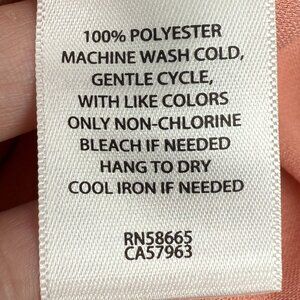 100% POLYESTER
MACHINE WASH COLD,
GENTLE CYCLE,
WITH LIKE COLORS
ONLY NON-CHLORINE
BLEACH IF NEEDED
HANG TO DRY
COOL IRON IF NEEDED
RN58665
CA57963